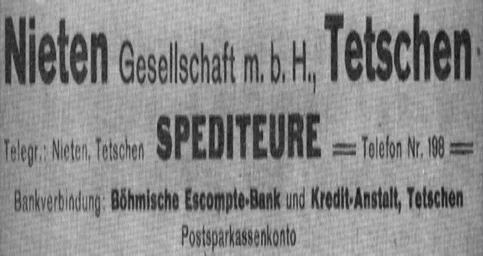 Nieten Gesellschaft m. b. H., Tetschen
Telegr.: Nieten, Tetschen SPEDITEURE Telefon Nr. 198
Bankverbindung: Böhmische Escompte-Bank und Kredit-Anstalt, Tetschen
Postsparkassenkonto